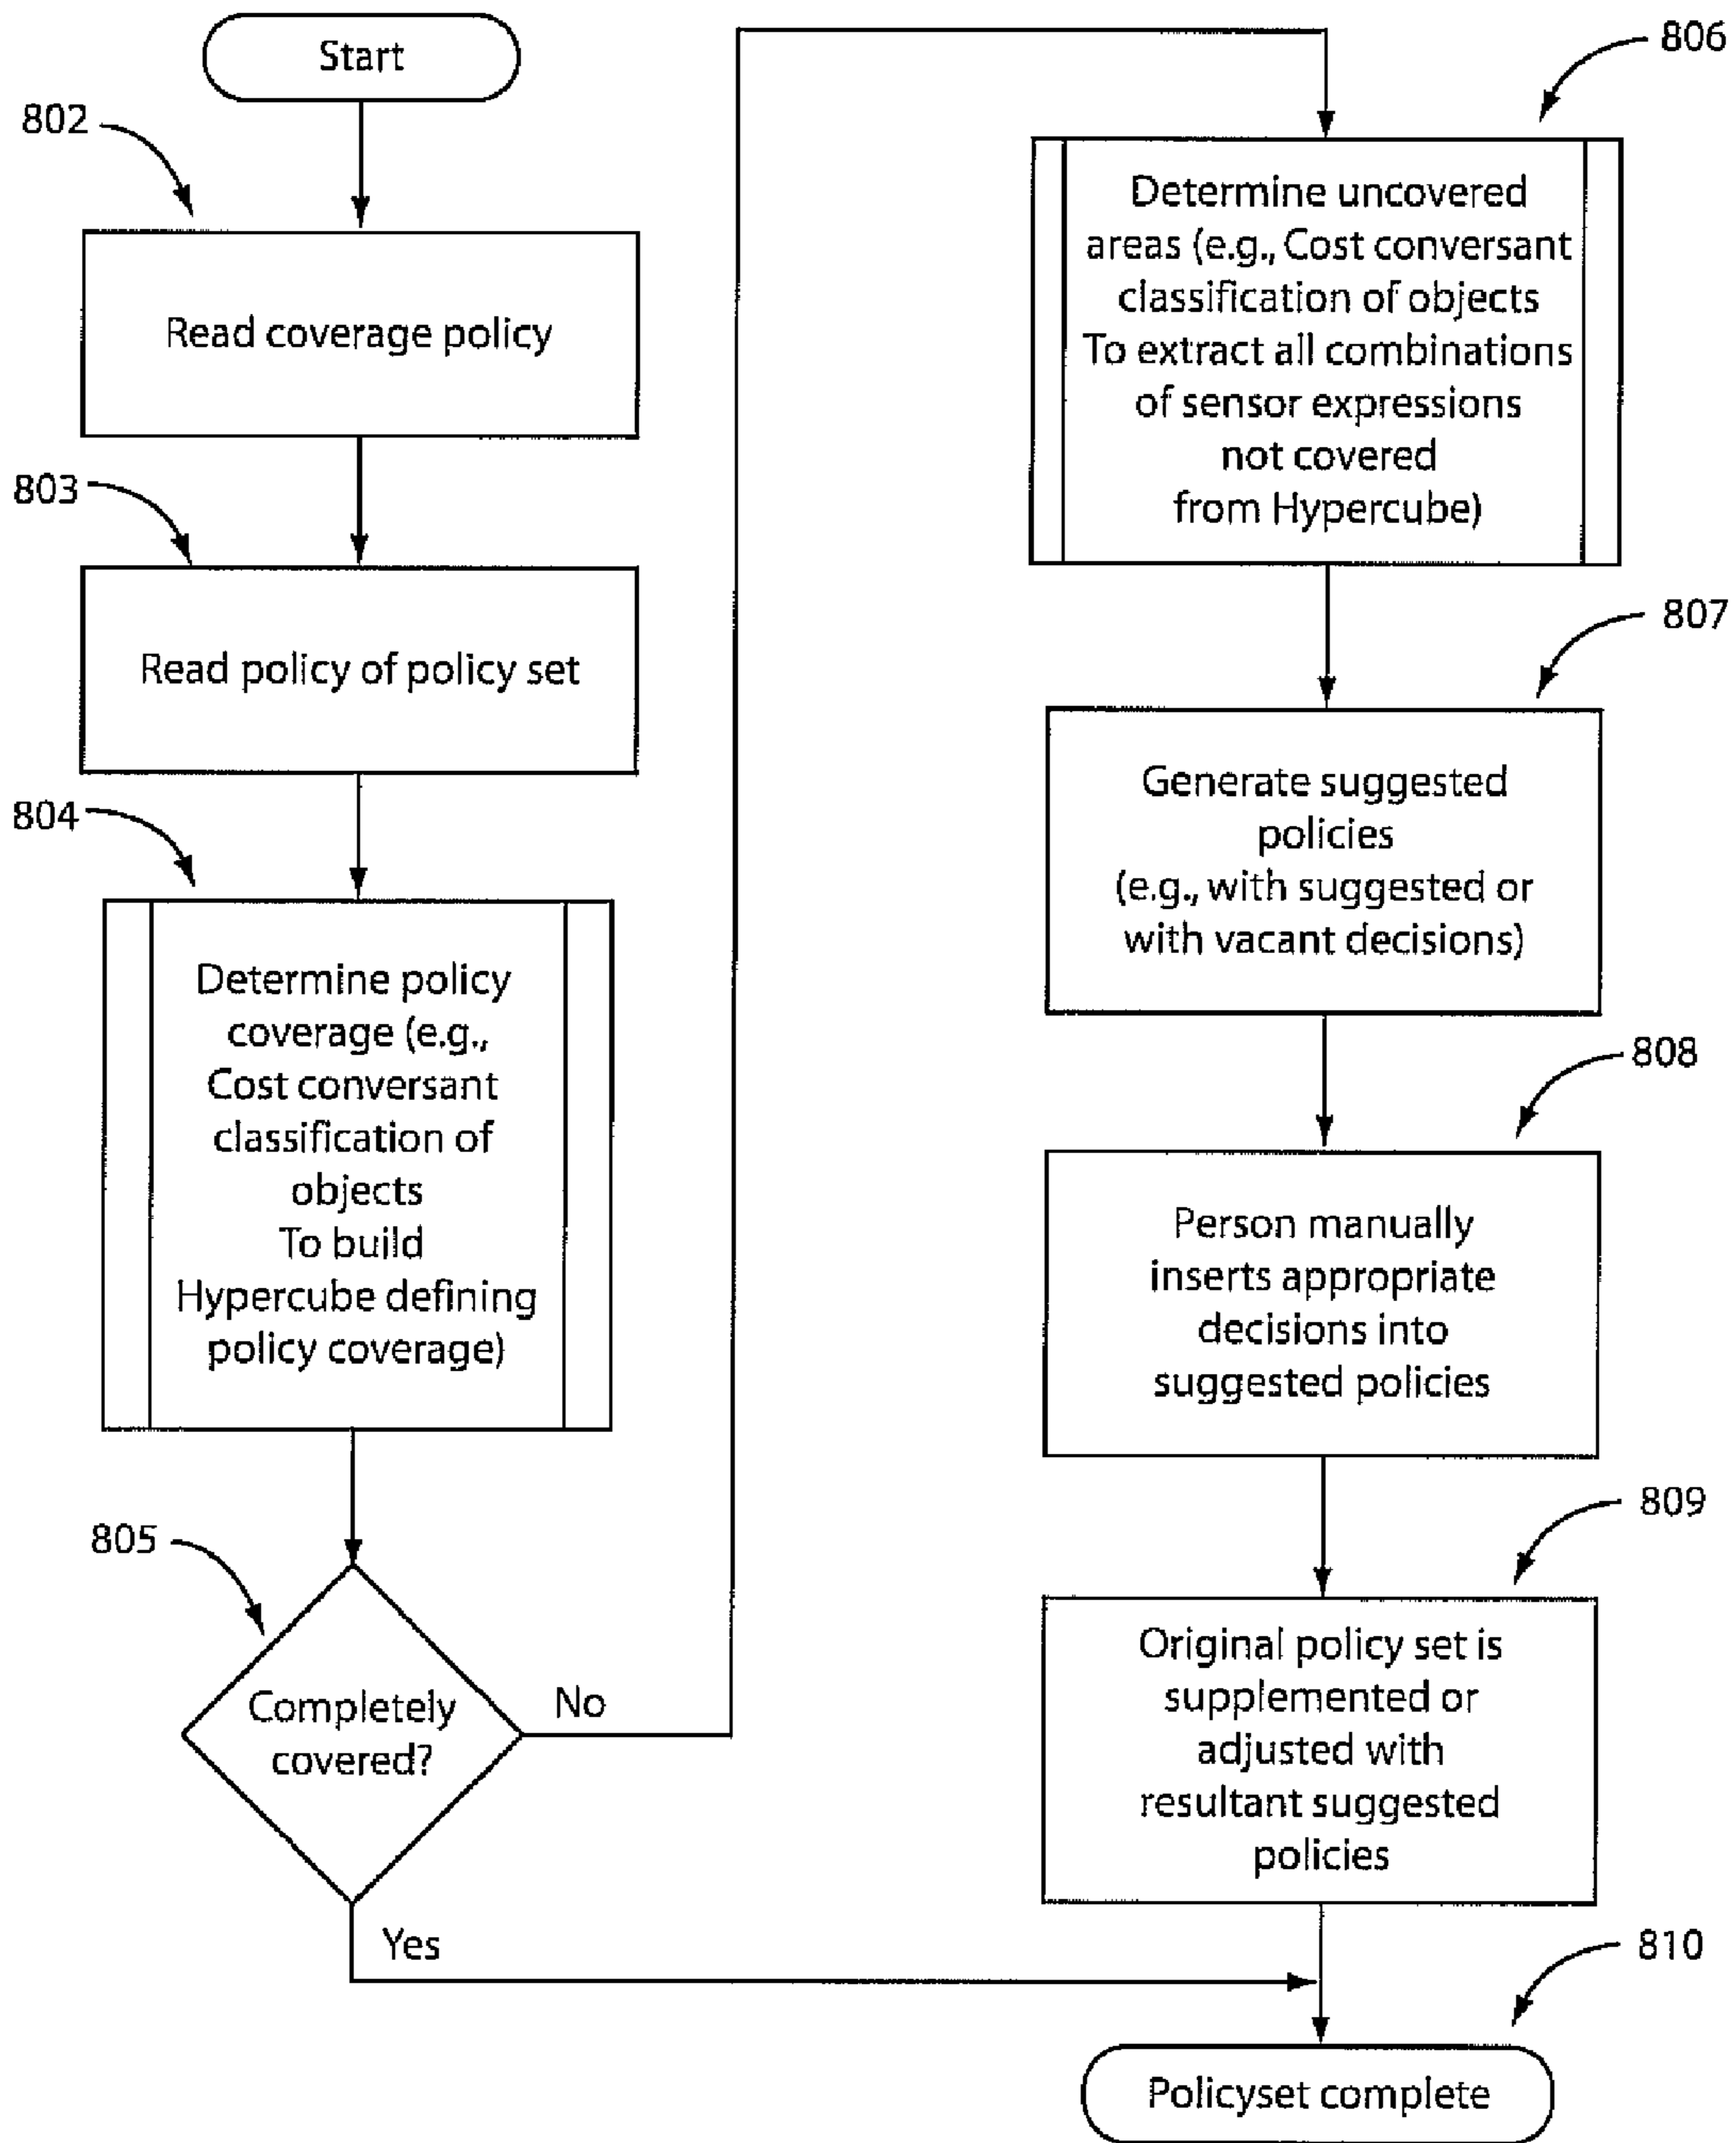 Start
802
Read coverage policy
803
Read policy of policy set
804
Determine policy
coverage (e.g.,
Cost conversant
classification of
objects
To build
Hypercube defining
policy coverage)
805
Completely
covered?
No
Yes
806
Determine uncovered
areas (e.g., Cost conversant
classification of objects
To extract all combinations
of sensor expressions
not covered
from Hypercube)
807
Generate suggested
policies
(e.g., with suggested or
with vacant decisions)
808
Person manually
inserts appropriate
decisions into
suggested policies
809
Original policy set is
supplemented or
adjusted with
resultant suggested
policies
810
Policyset complete